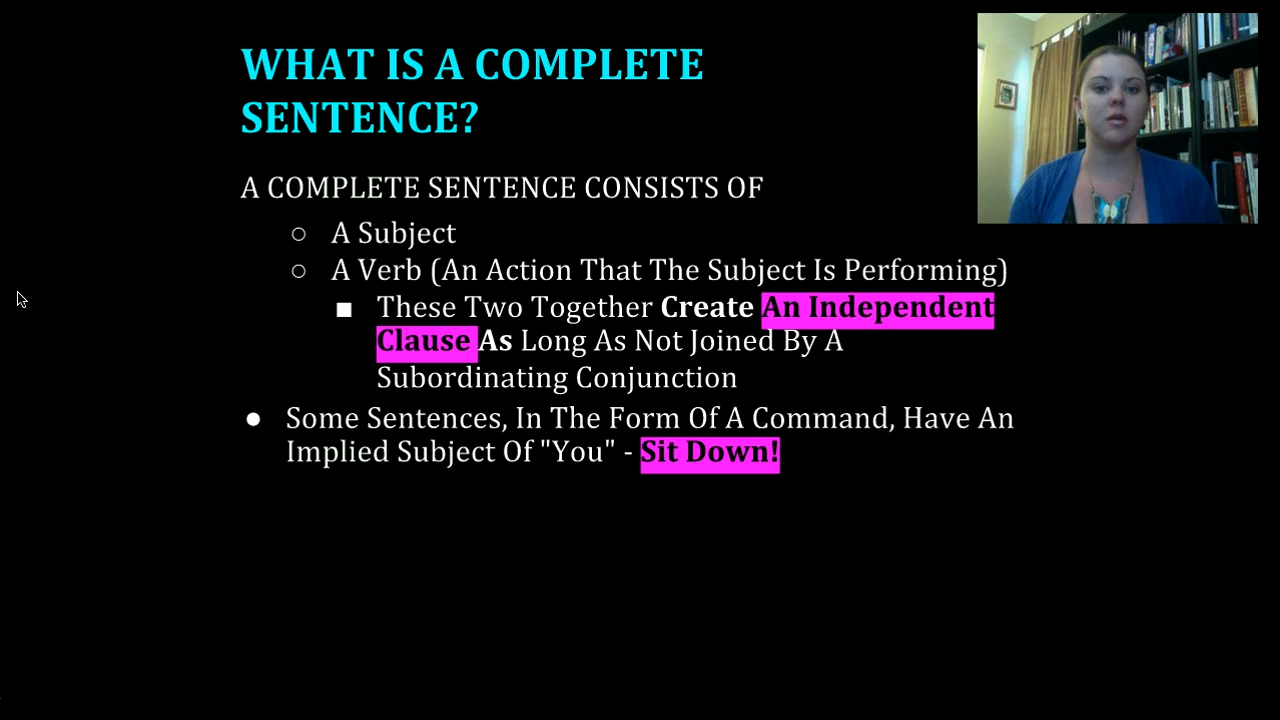 WHAT IS A COMPLETE
SENTENCE?
A COMPLETE SENTENCE CONSISTS OF
○ A Subject
○ A Verb (An Action That The Subject Is Performing)
■ These Two Together Create An Independent
Clause As Long As Not Joined By A
Subordinating Conjunction
● Some Sentences, In The Form Of A Command, Have An
Implied Subject Of "You" - Sit Down!